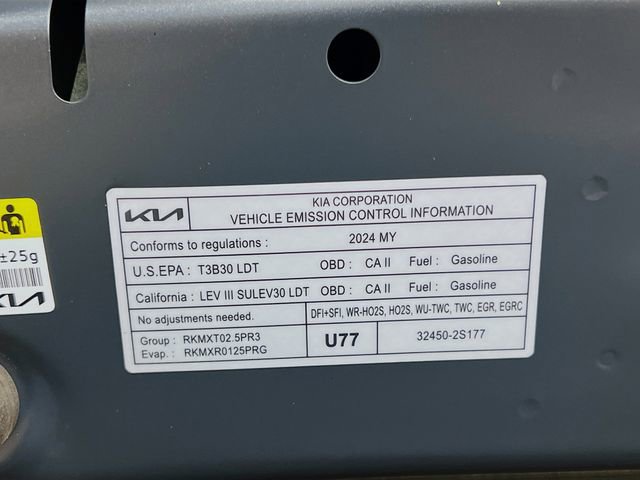 KIA
KIA CORPORATION
VEHICLE EMISSION CONTROL INFORMATION
Conforms to regulations : 2024 MY
U.S.EPA : T3B30 LDT OBD : CA II Fuel : Gasoline
California : LEV III SULEV30 LDT OBD : CA II Fuel : Gasoline
No adjustments needed. DFI+SFI, WR-HO2S, HO2S, WU-TWC, TWC, EGR, EGRC
Group : RKMXT02.5PR3
Evap. : RKMXR0125PRG
U77 32450-2S177
±25g
KIA